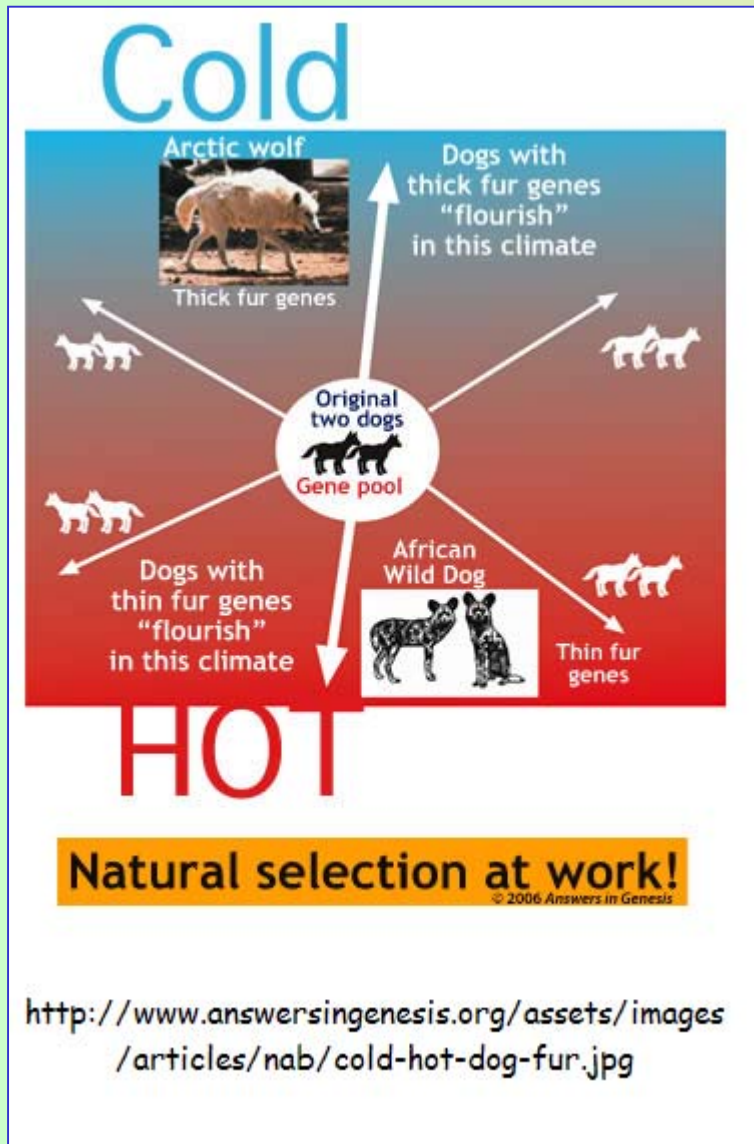 Cold
Arctic wolf
Thick fur genes
Dogs with
thick fur genes
“flourish”
in this climate
Original
two dogs
Gene pool
Dogs with
thin fur genes
“flourish”
in this climate
African
Wild Dog
Thin fur
genes
HOT
Natural selection at work!
© 2006 Answers in Genesis
http://www.answersingenesis.org/assets/images
/articles/nab/cold-hot-dog-fur.jpg